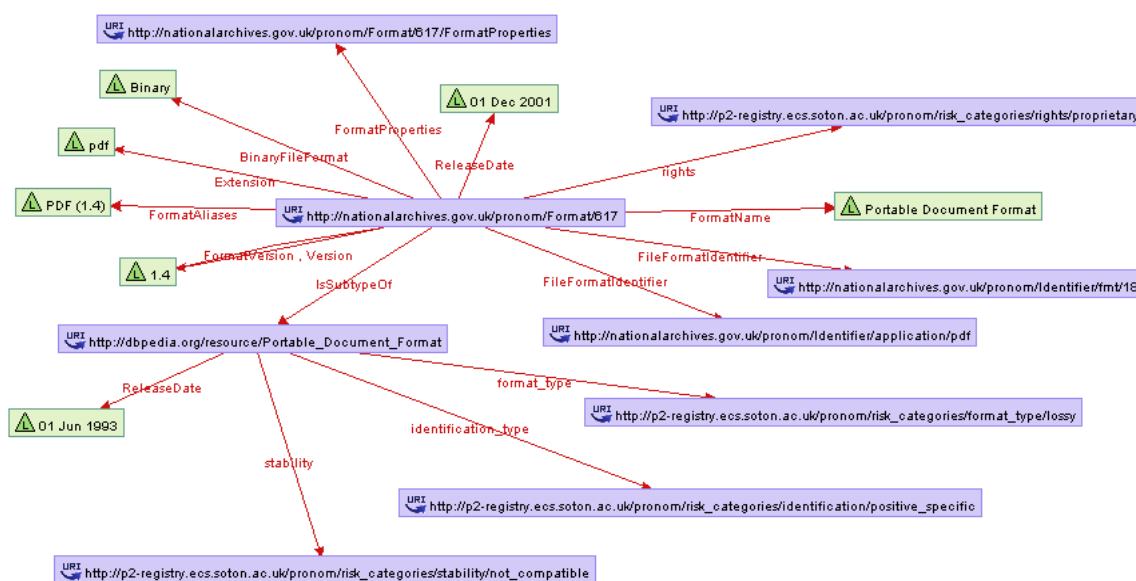 URI http://nationalarchives.gov.uk/pronom/Format/617/FormatProperties
L Binary
L 01 Dec 2001
URI http://p2-registry.ecs.soton.ac.uk/pronom/risk_categories/rights/proprietary
FormatProperties
L pdf
BinaryFileFormat
ReleaseDate
rights
Extension
L PDF (1.4)
FormatAliases
URI http://nationalarchives.gov.uk/pronom/Format/617
FormatName
L Portable Document Format
FormatVersion , Version
FileFormatIdentifier
L 1.4
IsSubtypeOf
FileFormatIdentifier
URI http://nationalarchives.gov.uk/pronom/Identifier/fmt/18
URI http://dbpedia.org/resource/Portable_Document_Format
URI http://nationalarchives.gov.uk/pronom/Identifier/application/pdf
ReleaseDate
format_type
L 01 Jun 1993
URI http://p2-registry.ecs.soton.ac.uk/pronom/risk_categories/format_type/lossy
identification_type
stability
URI http://p2-registry.ecs.soton.ac.uk/pronom/risk_categories/identification/positive_specific
URI http://p2-registry.ecs.soton.ac.uk/pronom/risk_categories/stability/not_compatible